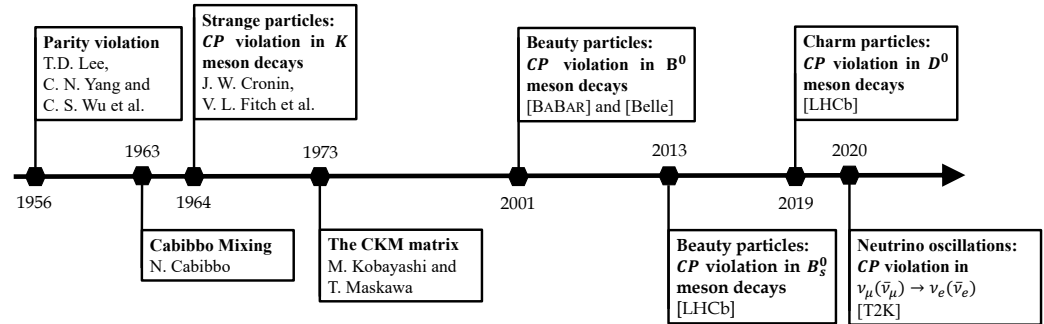 Parity violation
T.D. Lee,
C. N. Yang and
C. S. Wu et al.
Strange particles:
CP violation in K
meson decays
J. W. Cronin,
V. L. Fitch et al.
Beauty particles:
CP violation in B⁰
meson decays
[BABAR] and [Belle]
Charm particles:
CP violation in D⁰
meson decays
[LHCb]
1963
1973
2013
2020
1956
1964
2001
2019
Cabibbo Mixing
N. Cabibbo
The CKM matrix
M. Kobayashi and
T. Maskawa
Beauty particles:
CP violation in B⁰ₛ
meson decays
[LHCb]
Neutrino oscillations:
CP violation in
νμ(ν̄μ) → νe(ν̄e)
[T2K]